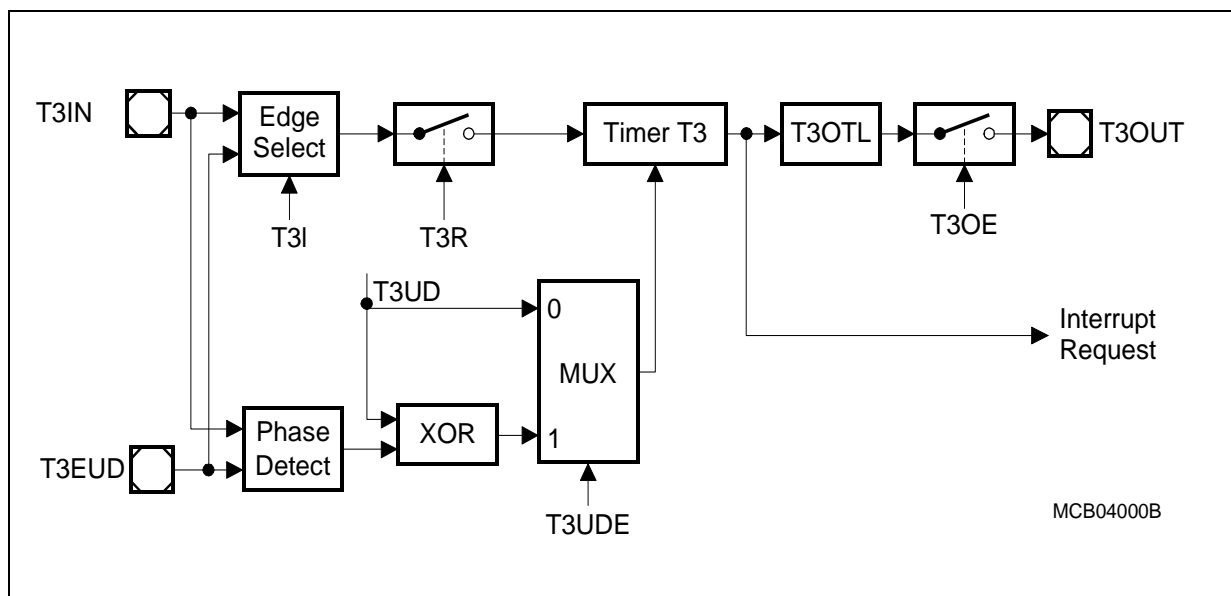 T3IN
Edge
Select
Timer T3
T3OTL
T3OUT
T3I
T3R
T3OE
T3UD
0
MUX
1
Interrupt
Request
Phase
Detect
XOR
T3EUD
T3UDE
MCB04000B